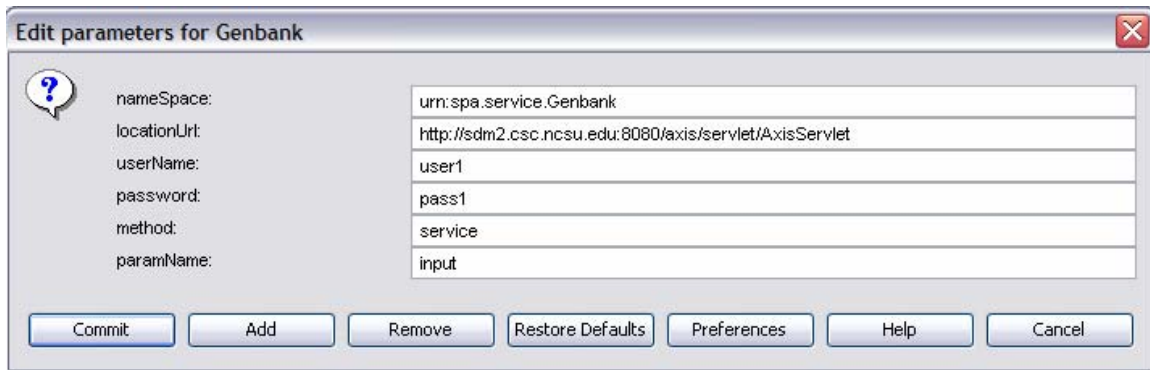 Edit parameters for Genbank
nameSpace: urn:spa.service.Genbank
locationUrl: http://sdm2.csc.ncsu.edu:8080/axis/servlet/AxisServlet
userName: user1
password: pass1
method: service
paramName: input
Commit Add Remove Restore Defaults Preferences Help Cancel